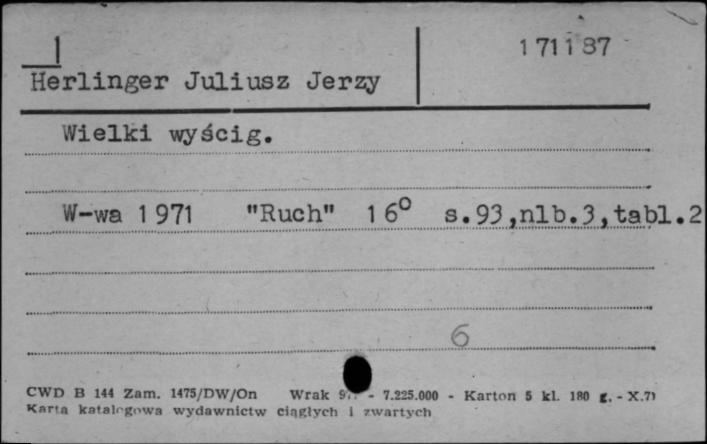 1
171187
Herlinger Juliusz Jerzy
Wielki wyścig.
W-wa 1971 "Ruch" 16° s.93,nlb.3,tabl.2
6
CWD B 144 Zam. 1475/DW/On Wrak - 7.225.000 - Karton 5 kl. 180 g. - X.71
Karta katalogowa wydawnictw ciągłych i zwartych